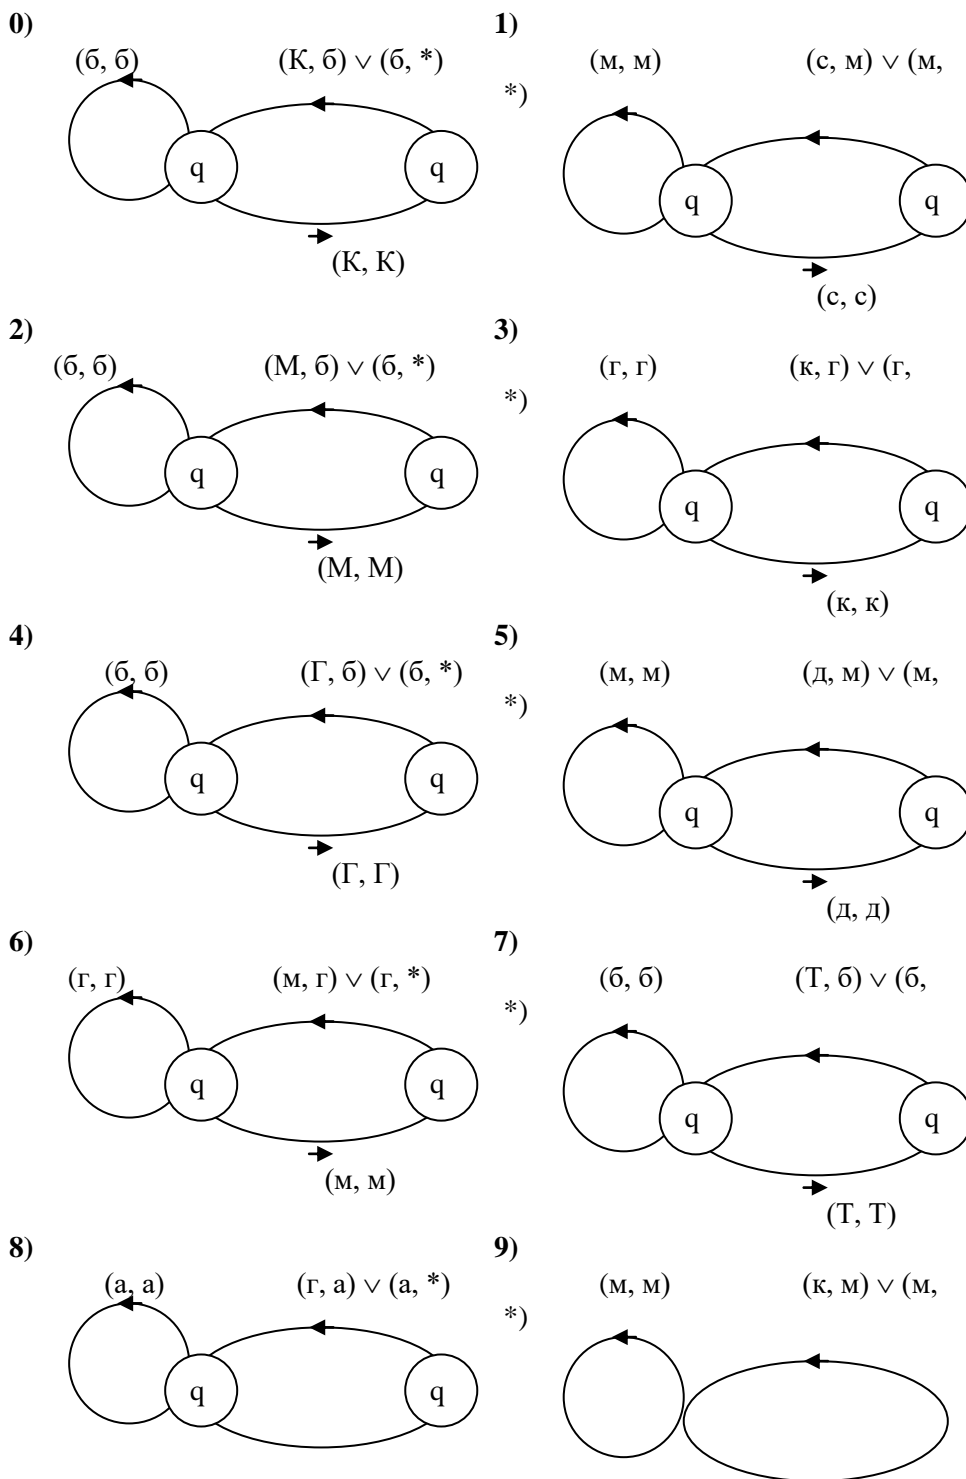 0)
(б, б) (К, б) ∨ (б, *)
q q
(К, К)
1)
(м, м) (с, м) ∨ (м,
*)
q q
(с, с)
2)
(б, б) (М, б) ∨ (б, *)
q q
(М, М)
3)
(г, г) (к, г) ∨ (г,
*)
q q
(к, к)
4)
(б, б) (Г, б) ∨ (б, *)
q q
(Г, Г)
5)
(м, м) (д, м) ∨ (м,
*)
q q
(д, д)
6)
(г, г) (м, г) ∨ (г, *)
q q
(м, м)
7)
(б, б) (Т, б) ∨ (б,
*)
q q
(Т, Т)
8)
(а, а) (г, а) ∨ (а, *)
q q
9)
(м, м) (к, м) ∨ (м,
*)